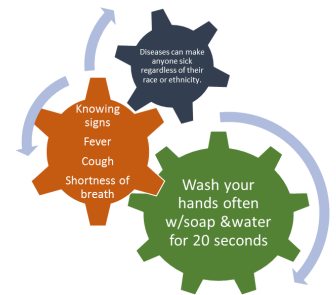 Diseases can make
anyone sick
regardless of their
race or ethnicity.
Knowing
signs
Fever
Cough
Shortness of
breath
Wash your
hands often
w/soap &water
for 20 seconds